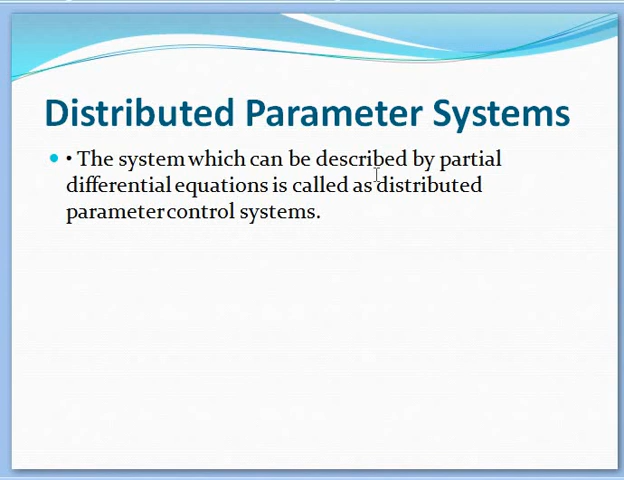 Distributed Parameter Systems
• • The system which can be described by partial
differential equations is called as distributed
parameter control systems.